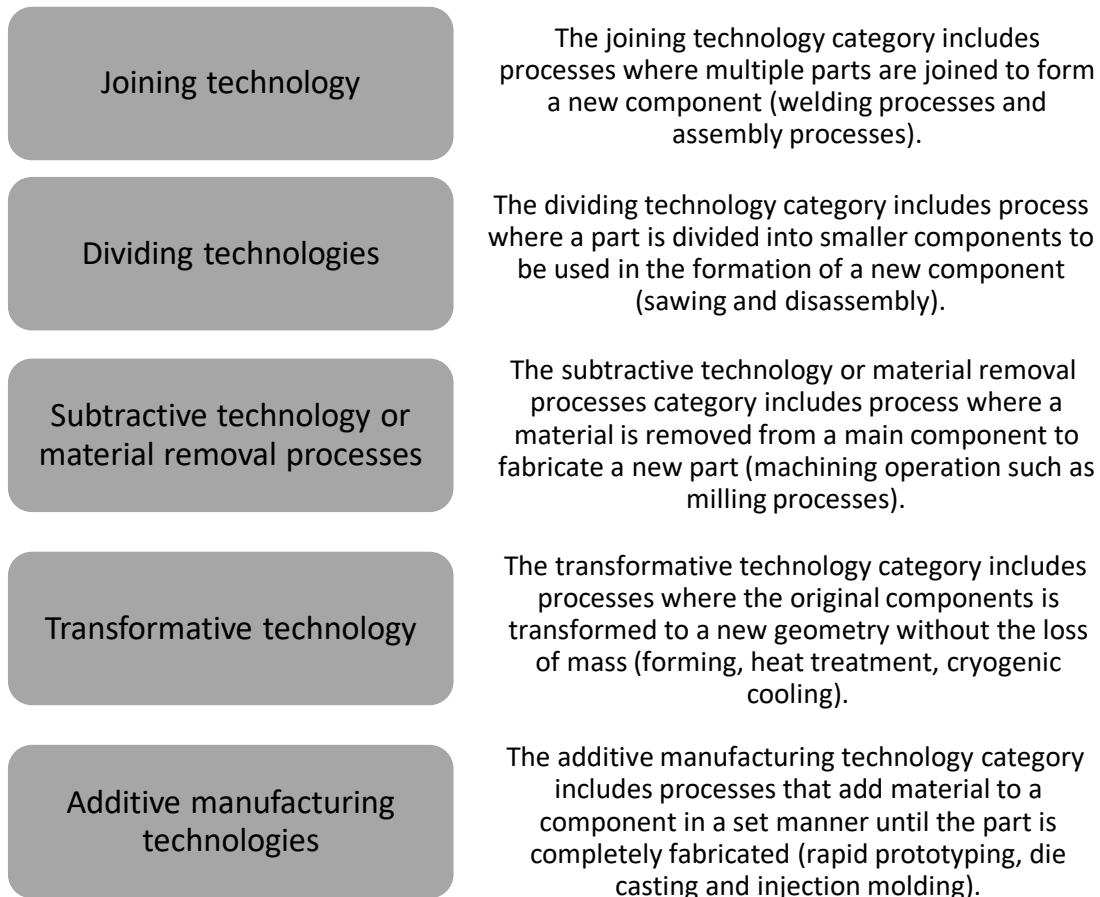 Joining technology
The joining technology category includes
processes where multiple parts are joined to form
a new component (welding processes and
assembly processes).
Dividing technologies
The dividing technology category includes process
where a part is divided into smaller components to
be used in the formation of a new component
(sawing and disassembly).
Subtractive technology or
material removal processes
The subtractive technology or material removal
processes category includes process where a
material is removed from a main component to
fabricate a new part (machining operation such as
milling processes).
Transformative technology
The transformative technology category includes
processes where the original components is
transformed to a new geometry without the loss
of mass (forming, heat treatment, cryogenic
cooling).
Additive manufacturing
technologies
The additive manufacturing technology category
includes processes that add material to a
component in a set manner until the part is
completely fabricated (rapid prototyping, die
casting and injection molding).